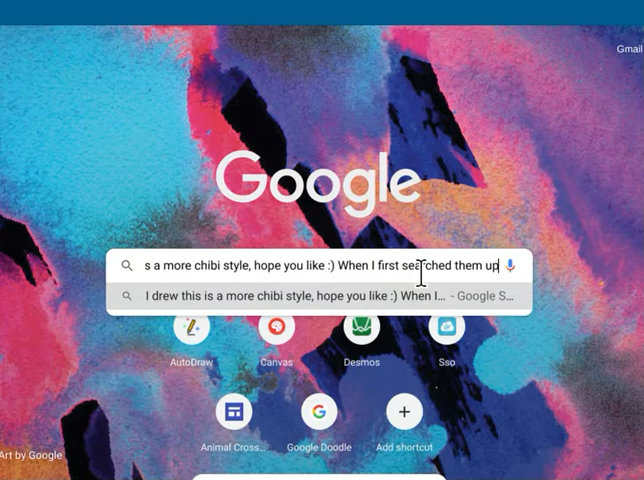 Gmail
Google
s a more chibi style, hope you like :) When I first searched them up
I drew this is a more chibi style, hope you like :) When I... - Google S...
AutoDraw
Canvas
Desmos
Sso
Animal Cross...
Google Doodle
Add shortcut
Art by Google